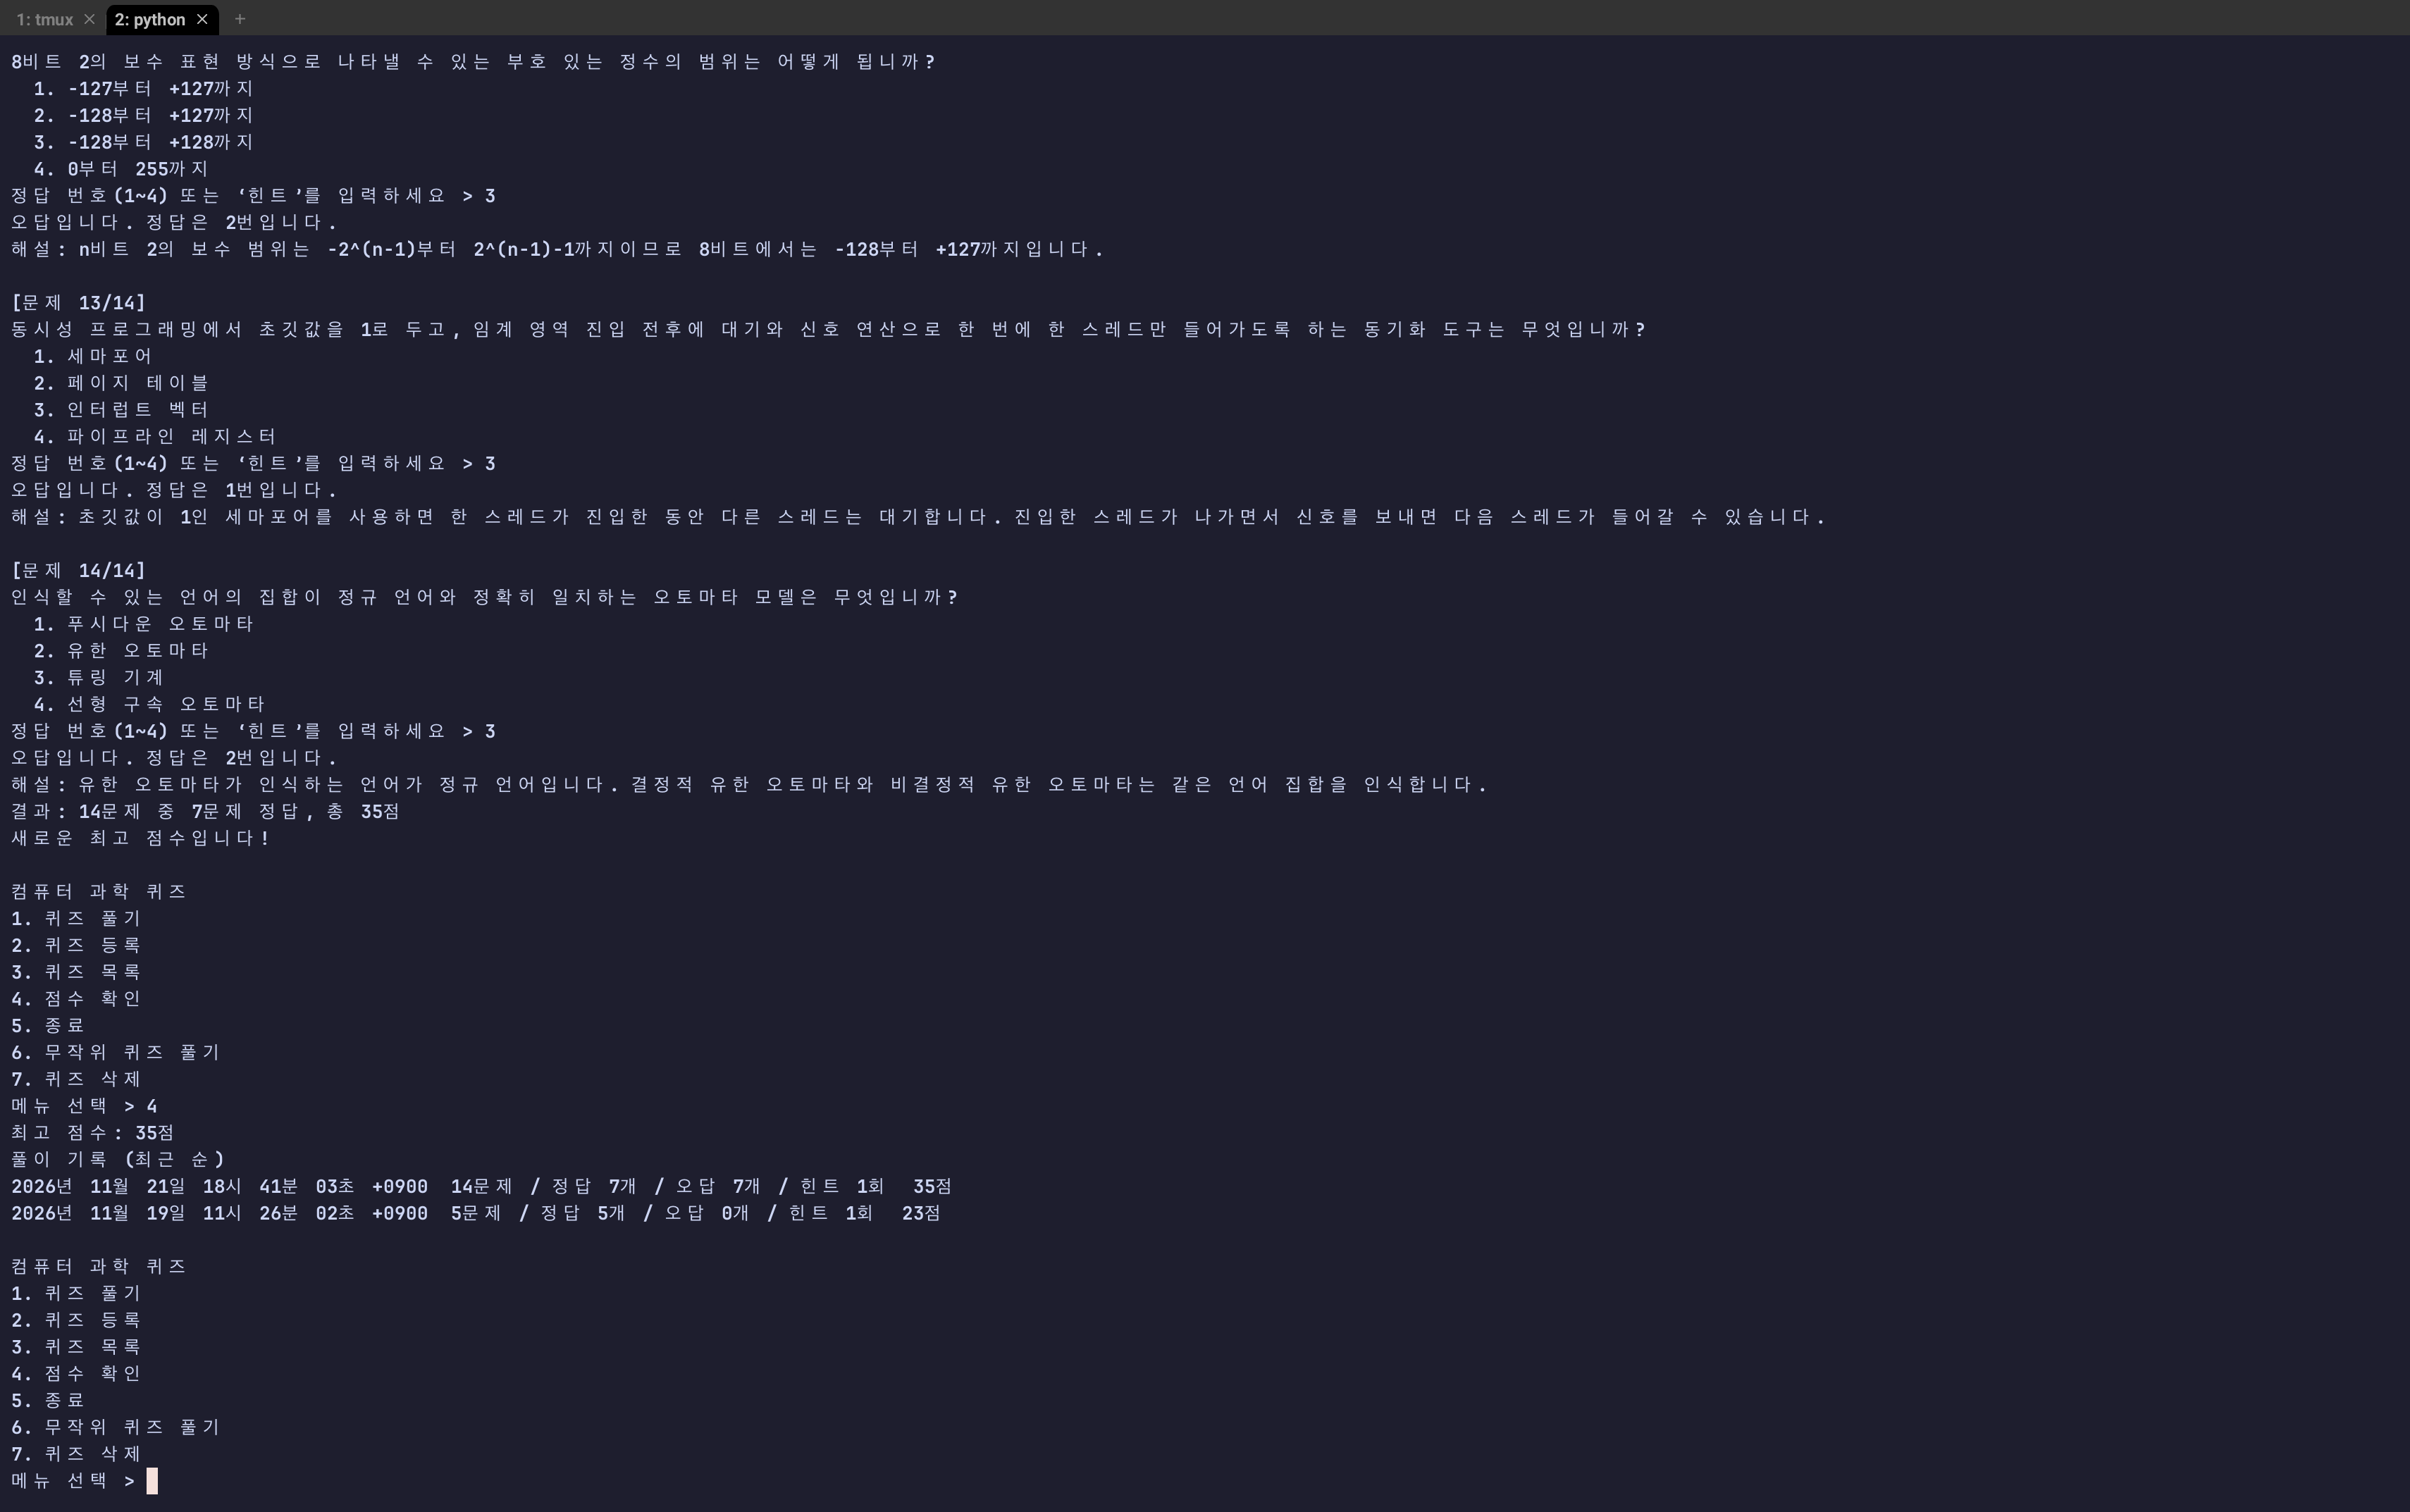 1: tmux × 2: python × +
8비트 2의 보수 표현 방식으로 나타낼 수 있는 부호 있는 정수의 범위는 어떻게 됩니까?
1. -127부터 +127까지
2. -128부터 +127까지
3. -128부터 +128까지
4. 0부터 255까지
정답 번호(1~4) 또는 ‘힌트’를 입력하세요 > 3
오답입니다. 정답은 2번입니다.
해설: n비트 2의 보수 범위는 -2^(n-1)부터 2^(n-1)-1까지이므로 8비트에서는 -128부터 +127까지입니다.
[문제 13/14]
동시성 프로그래밍에서 초깃값을 1로 두고, 임계 영역 진입 전후에 대기와 신호 연산으로 한 번에 한 스레드만 들어가도록 하는 동기화 도구는 무엇입니까?
1. 세마포어
2. 페이지 테이블
3. 인터럽트 벡터
4. 파이프라인 레지스터
정답 번호(1~4) 또는 ‘힌트’를 입력하세요 > 3
오답입니다. 정답은 1번입니다.
해설: 초깃값이 1인 세마포어를 사용하면 한 스레드가 진입한 동안 다른 스레드는 대기합니다. 진입한 스레드가 나가면서 신호를 보내면 다음 스레드가 들어갈 수 있습니다.
[문제 14/14]
인식할 수 있는 언어의 집합이 정규 언어와 정확히 일치하는 오토마타 모델은 무엇입니까?
1. 푸시다운 오토마타
2. 유한 오토마타
3. 튜링 기계
4. 선형 구속 오토마타
정답 번호(1~4) 또는 ‘힌트’를 입력하세요 > 3
오답입니다. 정답은 2번입니다.
해설: 유한 오토마타가 인식하는 언어가 정규 언어입니다. 결정적 유한 오토마타와 비결정적 유한 오토마타는 같은 언어 집합을 인식합니다.
결과: 14문제 중 7문제 정답, 총 35점
새로운 최고 점수입니다!
컴퓨터 과학 퀴즈
1. 퀴즈 풀기
2. 퀴즈 등록
3. 퀴즈 목록
4. 점수 확인
5. 종료
6. 무작위 퀴즈 풀기
7. 퀴즈 삭제
메뉴 선택 > 4
최고 점수: 35점
풀이 기록 (최근 순)
2026년 11월 21일 18시 41분 03초 +0900 14문제 / 정답 7개 / 오답 7개 / 힌트 1회 35점
2026년 11월 19일 11시 26분 02초 +0900 5문제 / 정답 5개 / 오답 0개 / 힌트 1회 23점
컴퓨터 과학 퀴즈
1. 퀴즈 풀기
2. 퀴즈 등록
3. 퀴즈 목록
4. 점수 확인
5. 종료
6. 무작위 퀴즈 풀기
7. 퀴즈 삭제
메뉴 선택 >